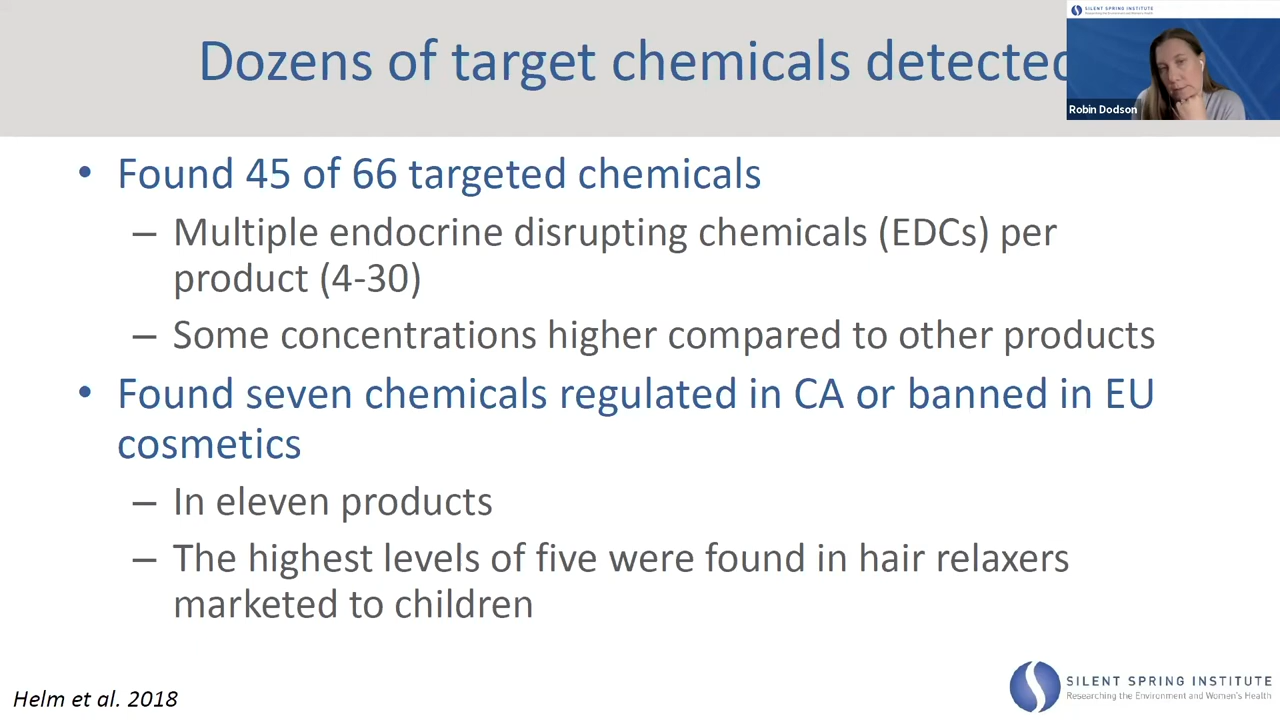 Dozens of target chemicals detected
SILENT SPRING INSTITUTE
Robin Dodson
• Found 45 of 66 targeted chemicals
– Multiple endocrine disrupting chemicals (EDCs) per
product (4-30)
– Some concentrations higher compared to other products
• Found seven chemicals regulated in CA or banned in EU
cosmetics
– In eleven products
– The highest levels of five were found in hair relaxers
marketed to children
Helm et al. 2018
SILENT SPRING INSTITUTE
Researching the Environment and Women's Health